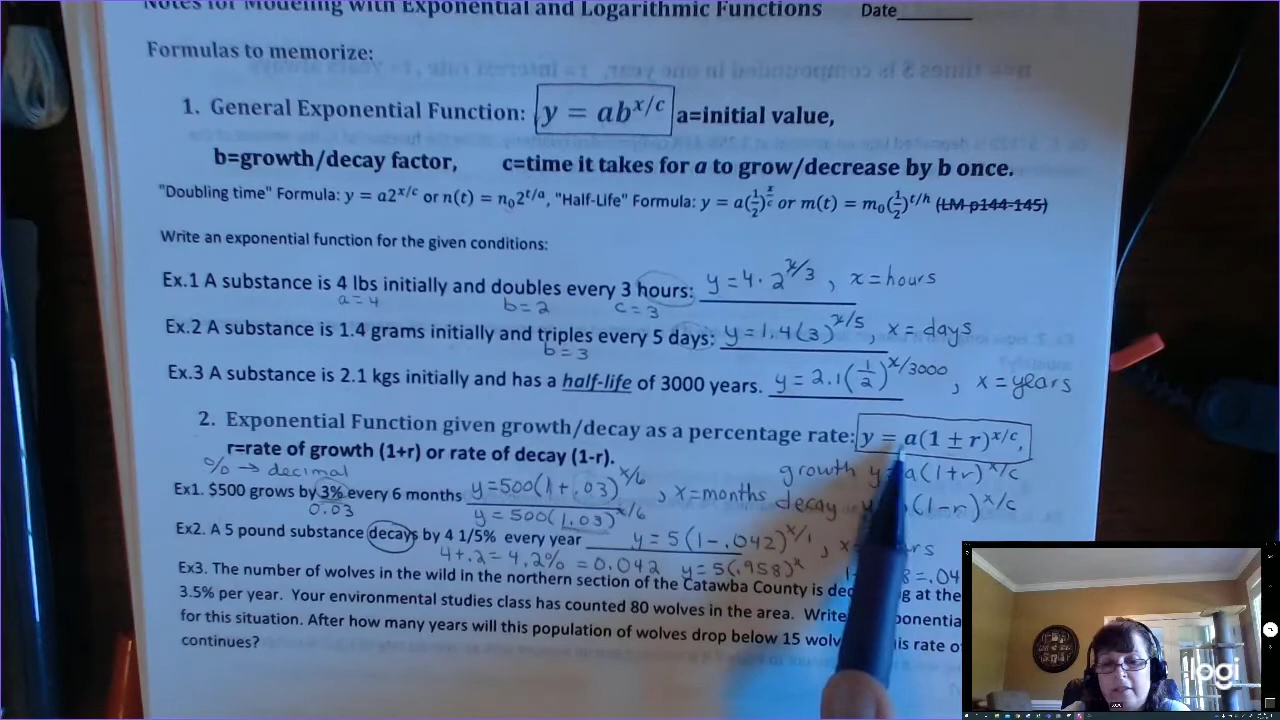 Notes for Modeling with Exponential and Logarithmic Functions Date______
Formulas to memorize:
1. General Exponential Function: y = ab^{x/c} a=initial value,
b=growth/decay factor, c=time it takes for a to grow/decrease by b once.
"Doubling time" Formula: y = a2^{x/c} or n(t) = n₀2^{t/a}, "Half-Life" Formula: y = a(1/2)^{x/c} or m(t) = m₀(1/2)^{t/h} (LM p144-145)
Write an exponential function for the given conditions:
Ex.1 A substance is 4 lbs initially and doubles every 3 hours: y = 4·2^{x/3}, x = hours
a = 4 b = 2 c = 3
Ex.2 A substance is 1.4 grams initially and triples every 5 days: y = 1.4(3)^{x/5}, x = days
b = 3
Ex.3 A substance is 2.1 kgs initially and has a half-life of 3000 years. y = 2.1(1/2)^{x/3000}, x = years
2. Exponential Function given growth/decay as a percentage rate: y = a(1 ± r)^{x/c},
r=rate of growth (1+r) or rate of decay (1-r).
growth y = a(1+r)^{x/c}
% → decimal
Ex1. $500 grows by 3% every 6 months y = 500(1 + .03)^{x/6}, x = months
decay y (1-r)^{x/c}
0.03 y = 500(1.03)^{x/6}
Ex2. A 5 pound substance decays by 4 1/5% every year y = 5(1 - .042)^{x/1}, x
4 + .2 = 4.2% = 0.042 y = 5(.958)^x
Ex3. The number of wolves in the wild in the northern section of the Catawba County is at the
3.5% per year. Your environmental studies class has counted 80 wolves in the area. Write
for this situation. After how many years will this population of wolves drop below 15 rate
continues?
logi